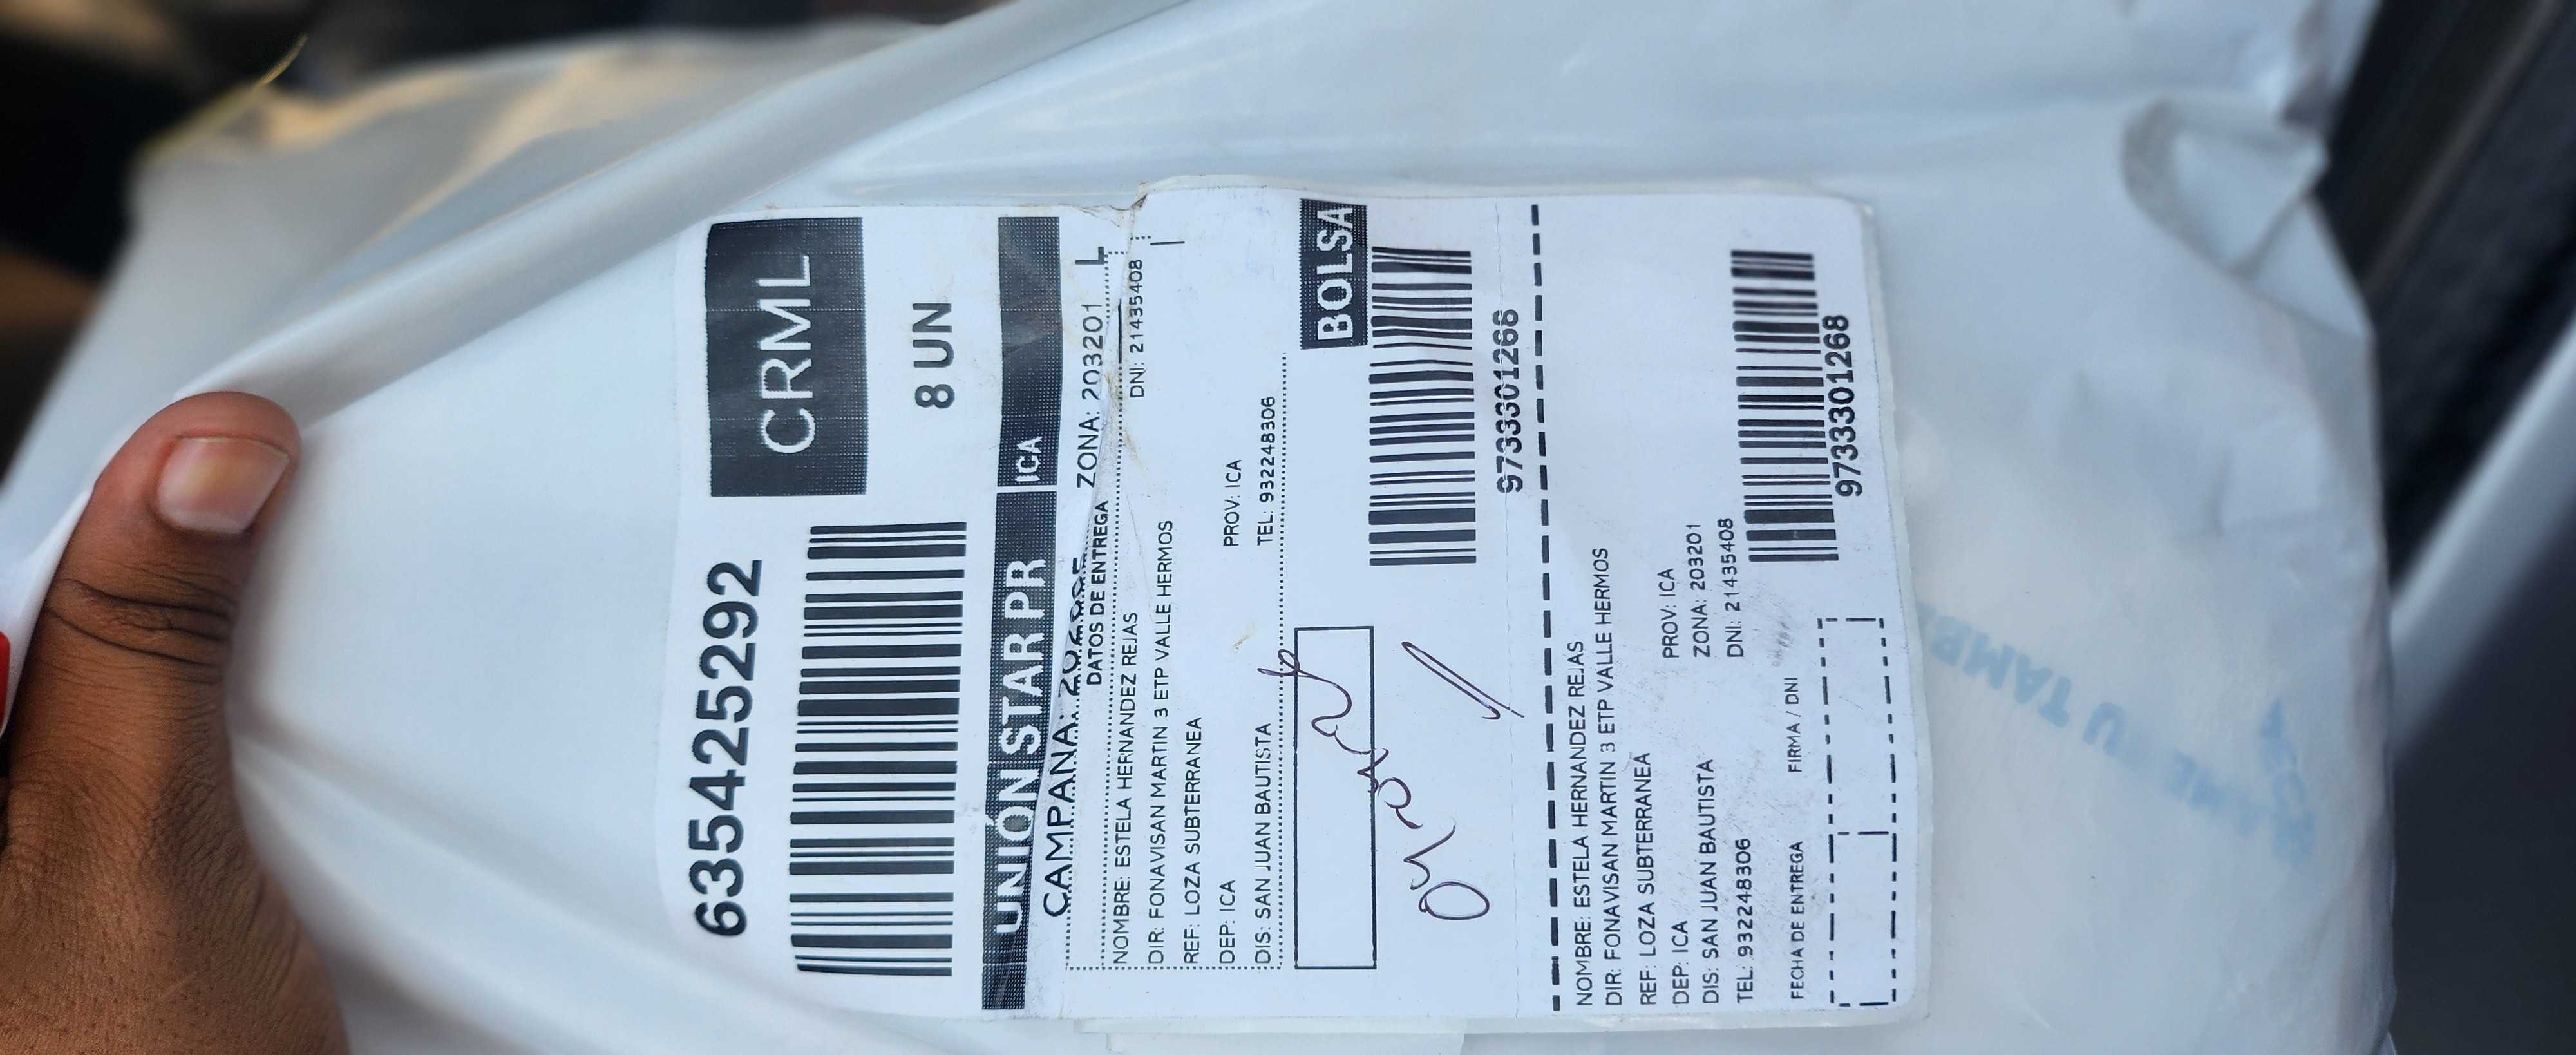 635425292
CRML
8 UN
UNIÓN STAR PR ICA
CAMPAÑA:
ZONA: 203201 L
DATOS DE ENTREGA
NOMBRE: ESTELA HERNANDEZ REJAS DNI: 21435408
DIR: FONAVISAN MARTIN 3 ETP VALLE HERMOS
REF: LOZA SUBTERRANEA
DEP: ICA PROV: ICA
DIS: SAN JUAN BAUTISTA TEL: 932248306
BOLSA
9733301268
NOMBRE: ESTELA HERNANDEZ REJAS
DIR: FONAVISAN MARTIN 3 ETP VALLE HERMOS
REF: LOZA SUBTERRANEA
DEP: ICA PROV: ICA
DIS: SAN JUAN BAUTISTA ZONA: 203201
TEL: 932248306 DNI: 21435408
9733301268
FECHA DE ENTREGA FIRMA / DNI